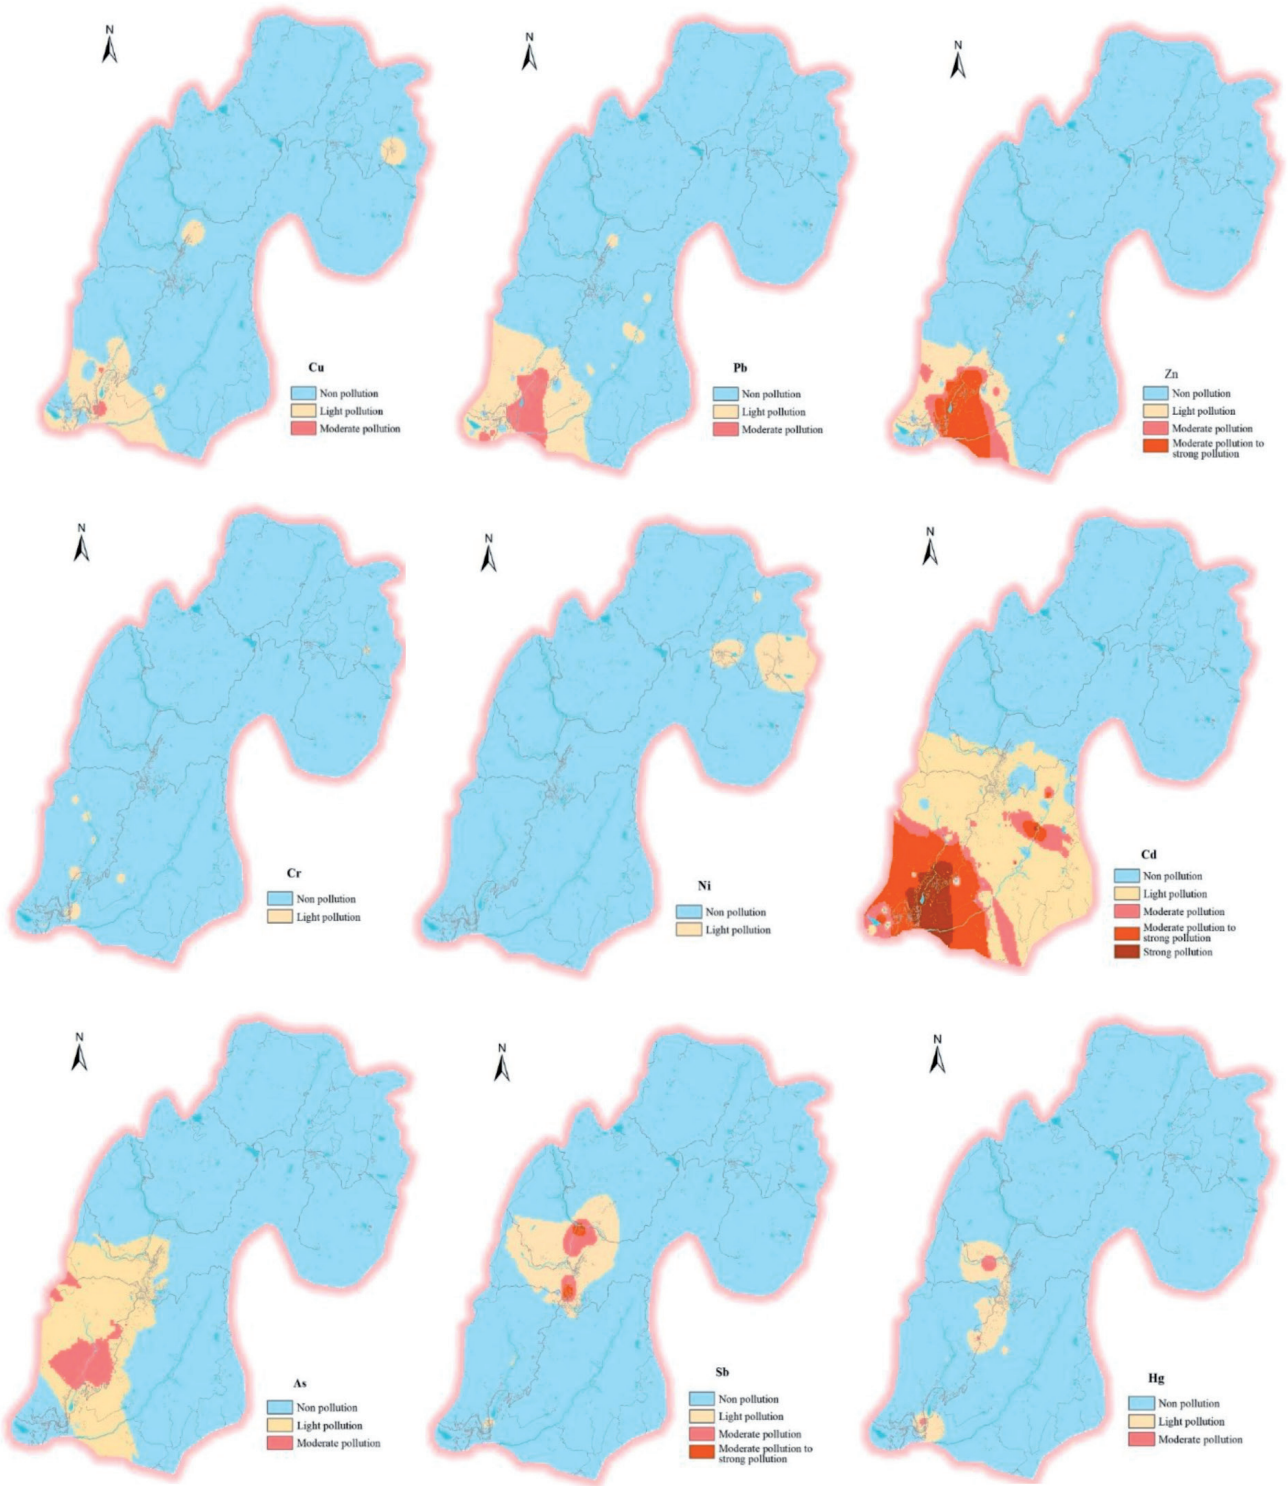 N
N
N
Cu
Non pollution
Light pollution
Moderate pollution
Pb
Non pollution
Light pollution
Moderate pollution
Zn
Non pollution
Light pollution
Moderate pollution
Moderate pollution to
strong pollution
N
N
N
Cr
Non pollution
Light pollution
Ni
Non pollution
Light pollution
Cd
Non pollution
Light pollution
Moderate pollution
Moderate pollution to
strong pollution
Strong pollution
N
N
N
As
Non pollution
Light pollution
Moderate pollution
Sb
Non pollution
Light pollution
Moderate pollution
Moderate pollution to
strong pollution
Hg
Non pollution
Light pollution
Moderate pollution